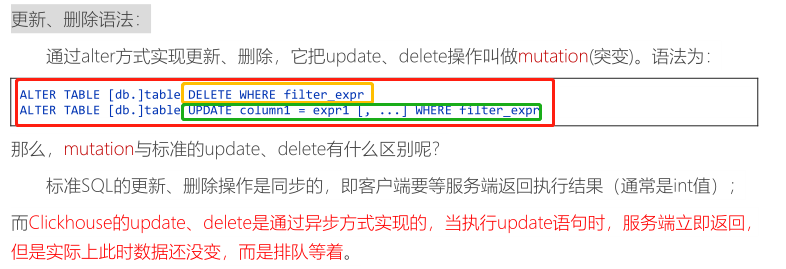 更新、删除语法：
通过alter方式实现更新、删除，它把update、delete操作叫做mutation(突变)。语法为：
ALTER TABLE [db.]table DELETE WHERE filter_expr
ALTER TABLE [db.]table UPDATE column1 = expr1 [, ...] WHERE filter_expr
那么，mutation与标准的update、delete有什么区别呢？
标准SQL的更新、删除操作是同步的，即客户端要等服务端返回执行结果（通常是int值）；
而Clickhouse的update、delete是通过异步方式实现的，当执行update语句时，服务端立即返回，
但是实际上此时数据还没变，而是排队等着。